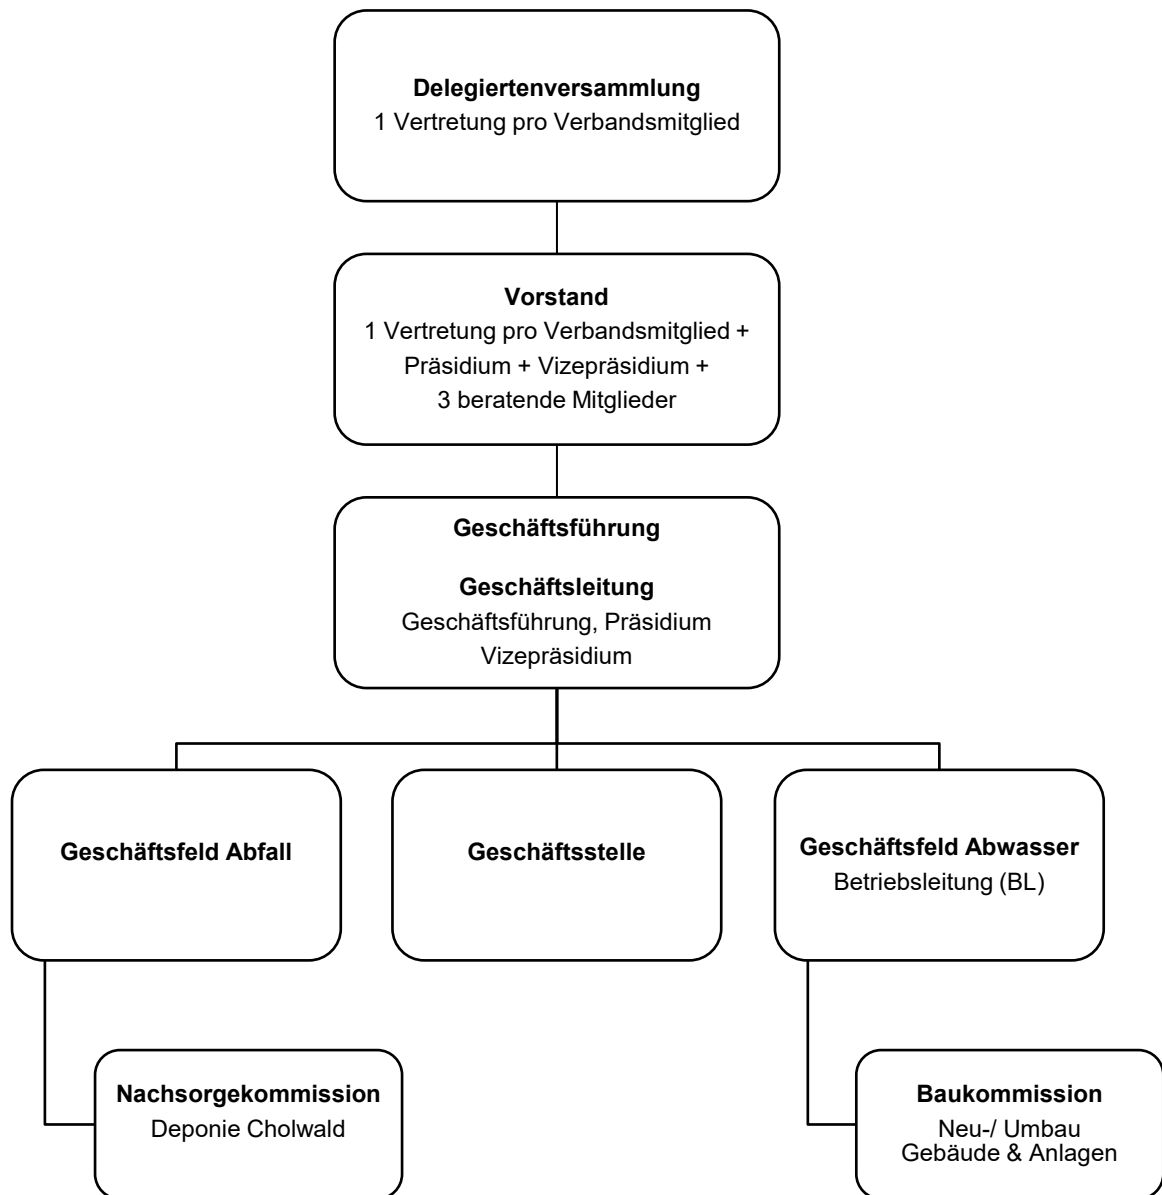 Delegiertenversammlung
1 Vertretung pro Verbandsmitglied
Vorstand
1 Vertretung pro Verbandsmitglied +
Präsidium + Vizepräsidium +
3 beratende Mitglieder
Geschäftsführung
Geschäftsleitung
Geschäftsführung, Präsidium
Vizepräsidium
Geschäftsfeld Abfall
Geschäftsstelle
Geschäftsfeld Abwasser
Betriebsleitung (BL)
Nachsorgekommission
Deponie Cholwald
Baukommission
Neu-/ Umbau
Gebäude & Anlagen